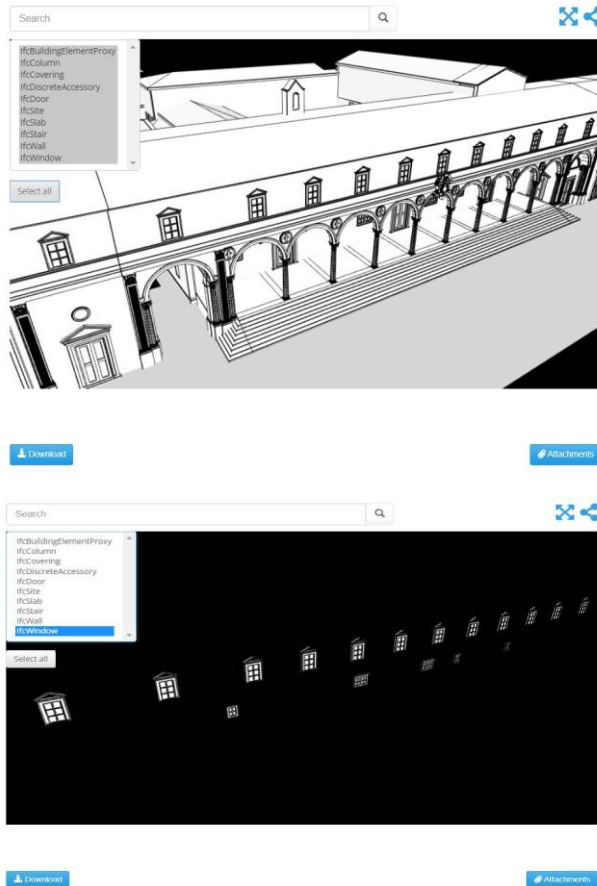 Search
IfcBuildingElementProxy
IfcColumn
IfcCovering
IfcDiscreteAccessory
IfcDoor
IfcSite
IfcSlab
IfcStair
IfcWall
IfcWindow
Select all
Download
Attachments
Search
IfcBuildingElementProxy
IfcColumn
IfcCovering
IfcDiscreteAccessory
IfcDoor
IfcSite
IfcSlab
IfcStair
IfcWall
IfcWindow
Select all
Download
Attachments